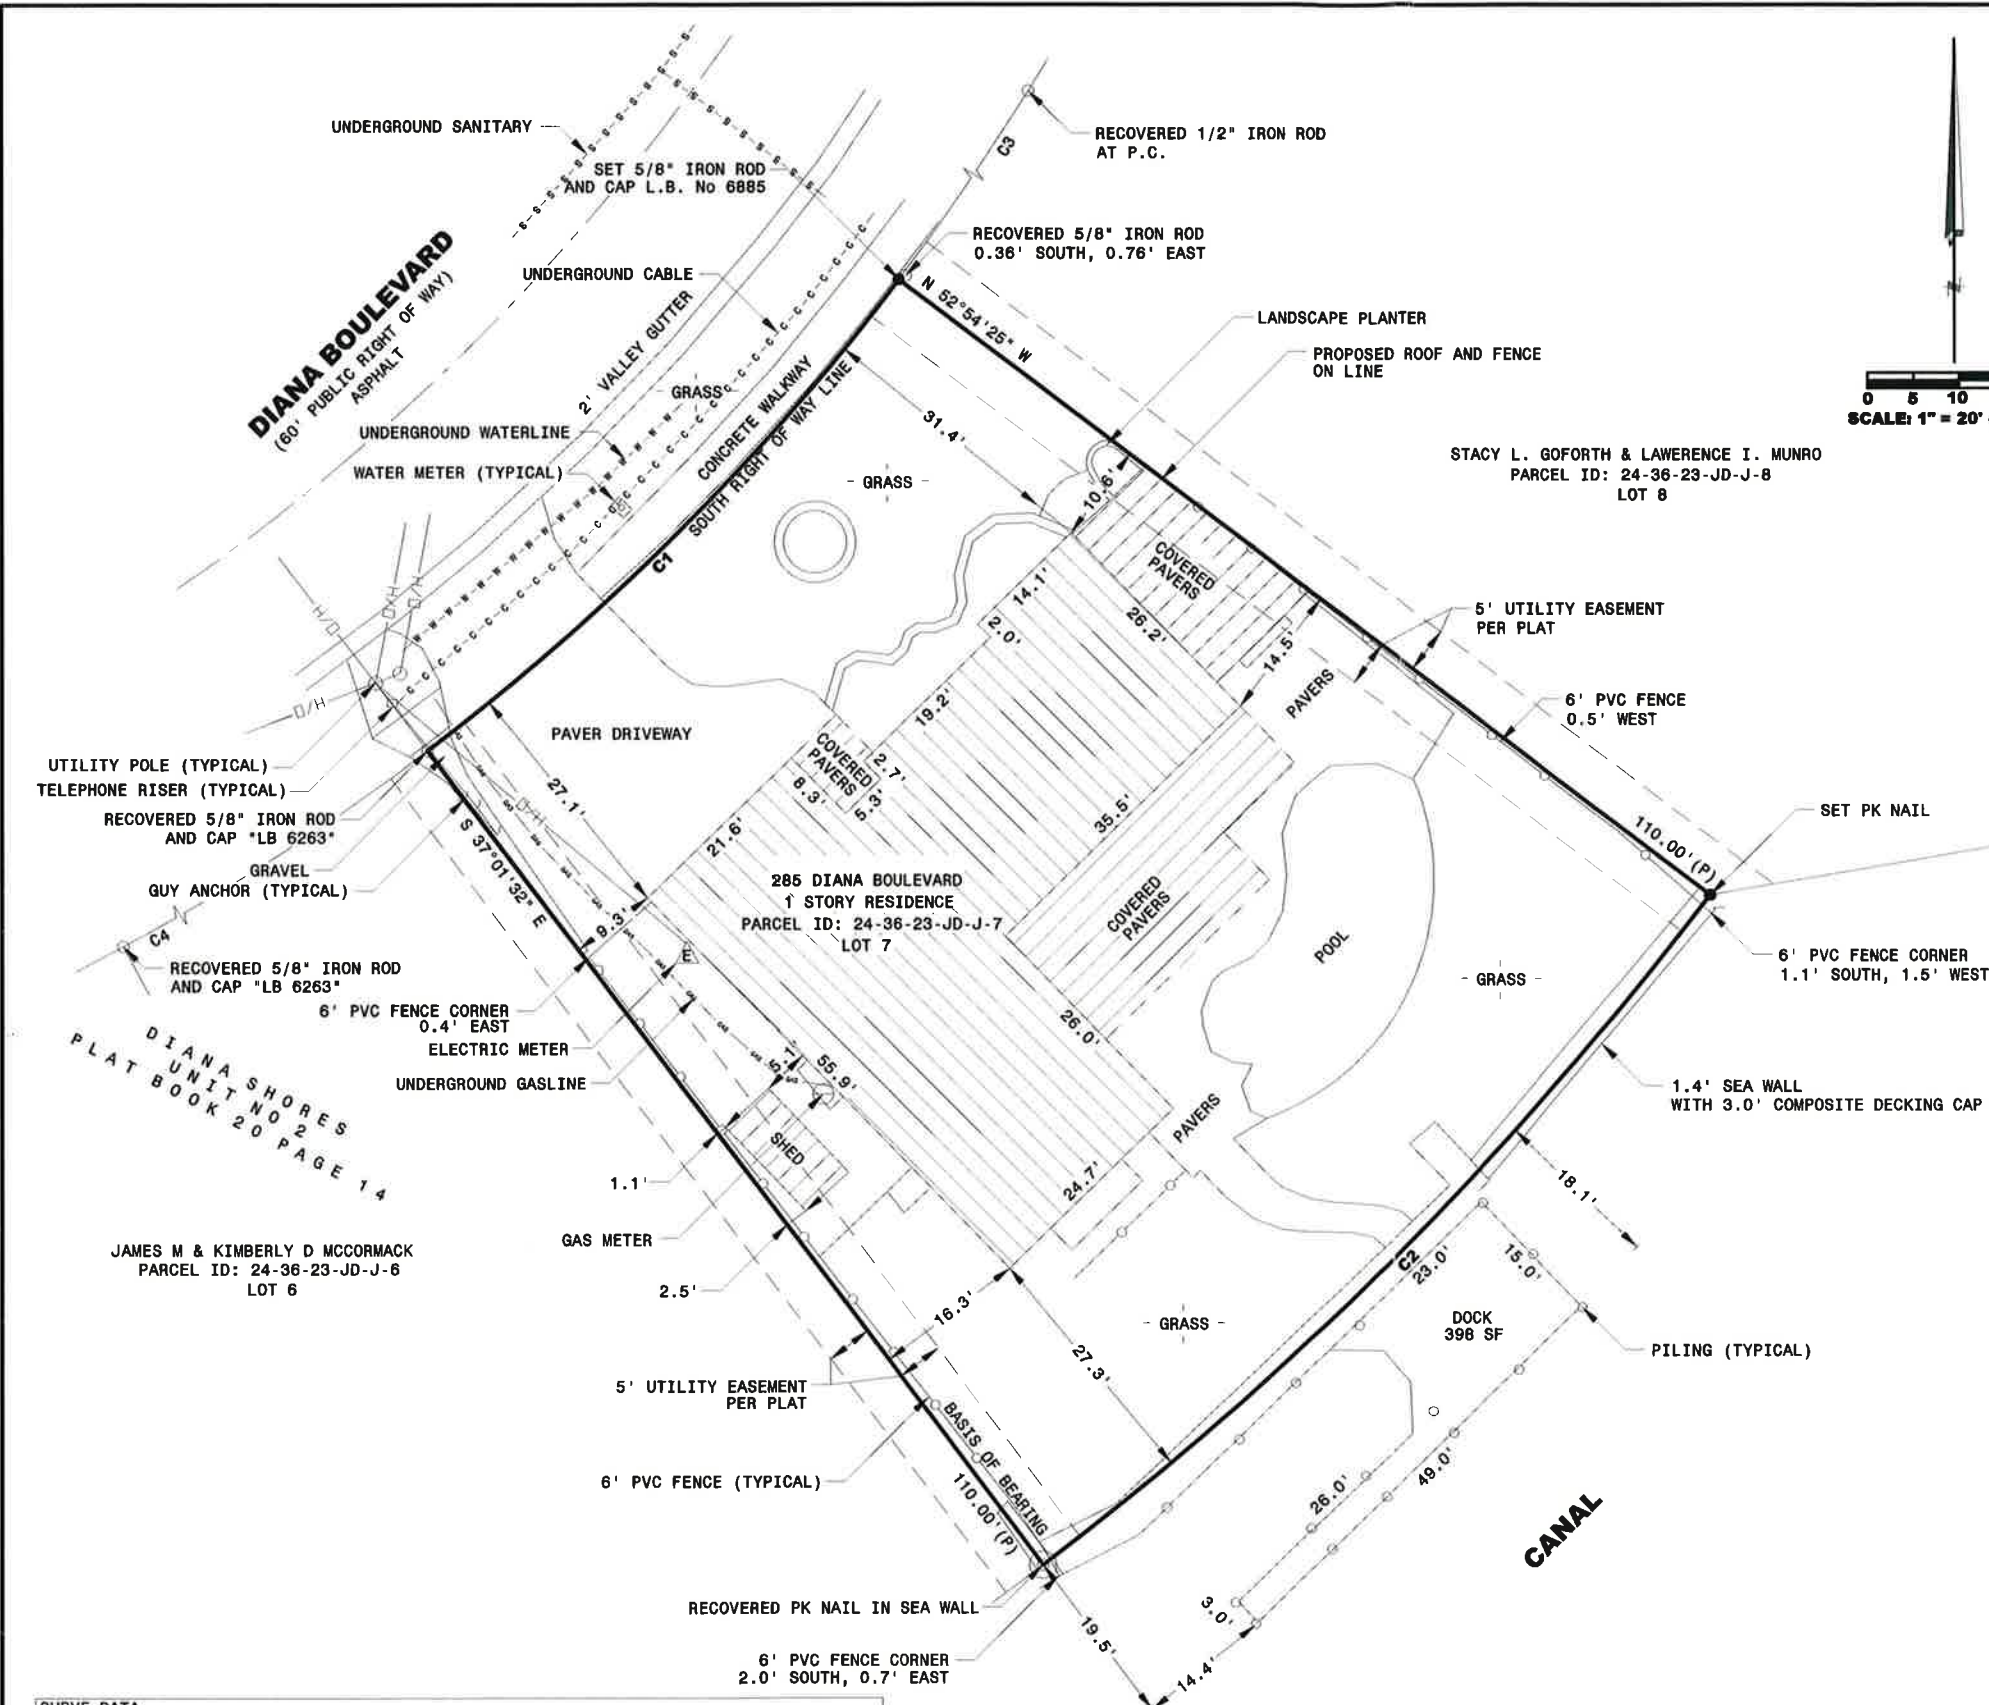 UNDERGROUND SANITARY
SET 5/8" IRON ROD
AND CAP L.B. No 6885
RECOVERED 1/2" IRON ROD
AT P.C.
C3
RECOVERED 5/8" IRON ROD
0.36' SOUTH, 0.76' EAST
DIANA BOULEVARD
(60' PUBLIC RIGHT OF WAY)
ASPHALT
UNDERGROUND CABLE
2' VALLEY GUTTER
- GRASS -
CONCRETE WALKWAY
SOUTH RIGHT OF WAY LINE
C1
N 52°54'25" W
LANDSCAPE PLANTER
PROPOSED ROOF AND FENCE
ON LINE
0 5 10
SCALE: 1" = 20'
UNDERGROUND WATERLINE
WATER METER (TYPICAL)
31.4'
- GRASS -
10.6'
STACY L. GOFORTH & LAWERENCE I. MUNRO
PARCEL ID: 24-36-23-JD-J-8
LOT 8
COVERED
PAVERS
14.1'
2.0'
26.2'
14.5'
5' UTILITY EASEMENT
PER PLAT
PAVERS
19.2'
6' PVC FENCE
0.5' WEST
PAVER DRIVEWAY
COVERED
PAVERS
2.7'
8.3'
5.3'
27.1'
21.6'
35.5'
UTILITY POLE (TYPICAL)
TELEPHONE RISER (TYPICAL)
RECOVERED 5/8" IRON ROD
AND CAP "LB 6263"
GRAVEL
GUY ANCHOR (TYPICAL)
S 37°01'32" E
110.00'(P)
SET PK NAIL
285 DIANA BOULEVARD
1 STORY RESIDENCE
PARCEL ID: 24-36-23-JD-J-7
LOT 7
COVERED
PAVERS
POOL
9.3'
E
C4
RECOVERED 5/8" IRON ROD
AND CAP "LB 6263"
6' PVC FENCE CORNER
1.1' SOUTH, 1.5' WEST
- GRASS -
6' PVC FENCE CORNER
0.4' EAST
ELECTRIC METER
UNDERGROUND GASLINE
26.0'
5.1'
55.9'
DIANA SHORES
UNIT NO 2
PLAT BOOK 20 PAGE 14
1.4' SEA WALL
WITH 3.0' COMPOSITE DECKING CAP
PAVERS
SHED
1.1'
24.7'
18.1'
GAS METER
JAMES M & KIMBERLY D MCCORMACK
PARCEL ID: 24-36-23-JD-J-6
LOT 6
2.5'
C2
23.0'
15.0'
16.3'
- GRASS -
DOCK
398 SF
27.3'
PILING (TYPICAL)
5' UTILITY EASEMENT
PER PLAT
BASIS OF BEARING
110.00'(P)
6' PVC FENCE (TYPICAL)
26.0'
49.0'
CANAL
RECOVERED PK NAIL IN SEA WALL
3.0'
19.5'
14.4'
6' PVC FENCE CORNER
2.0' SOUTH, 0.7' EAST